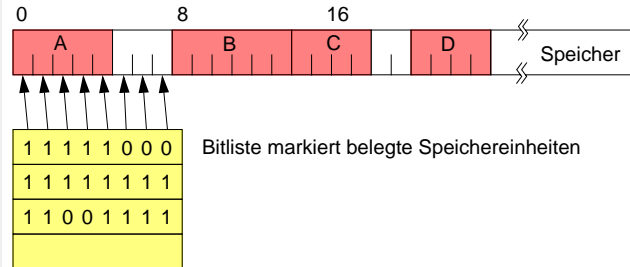 0 8 16
A B C D Speicher
1 1 1 1 1 0 0 0 Bitliste markiert belegte Speichereinheiten
1 1 1 1 1 1 1 1
1 1 0 0 1 1 1 1